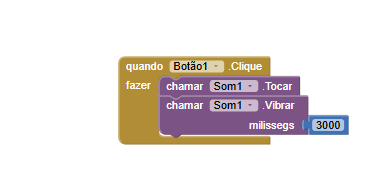 quando Botão1 .Clique
fazer chamar Som1 .Tocar
chamar Som1 .Vibrar
milissegs 3000